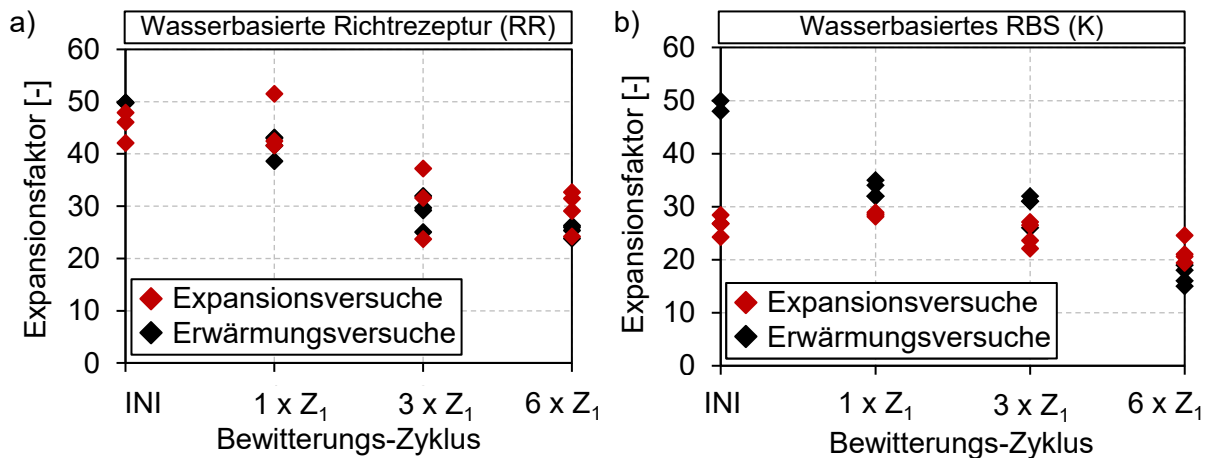 a)
Wasserbasierte Richtrezeptur (RR)
Expansionsfaktor [-]
60
50
40
30
20
10
0
Expansionsversuche
Erwärmungsversuche
INI
1 x Z₁
3 x Z₁
6 x Z₁
Bewitterungs-Zyklus
b)
Wasserbasiertes RBS (K)
Expansionsfaktor [-]
60
50
40
30
20
10
0
Expansionsversuche
Erwärmungsversuche
INI
1 x Z₁
3 x Z₁
6 x Z₁
Bewitterungs-Zyklus